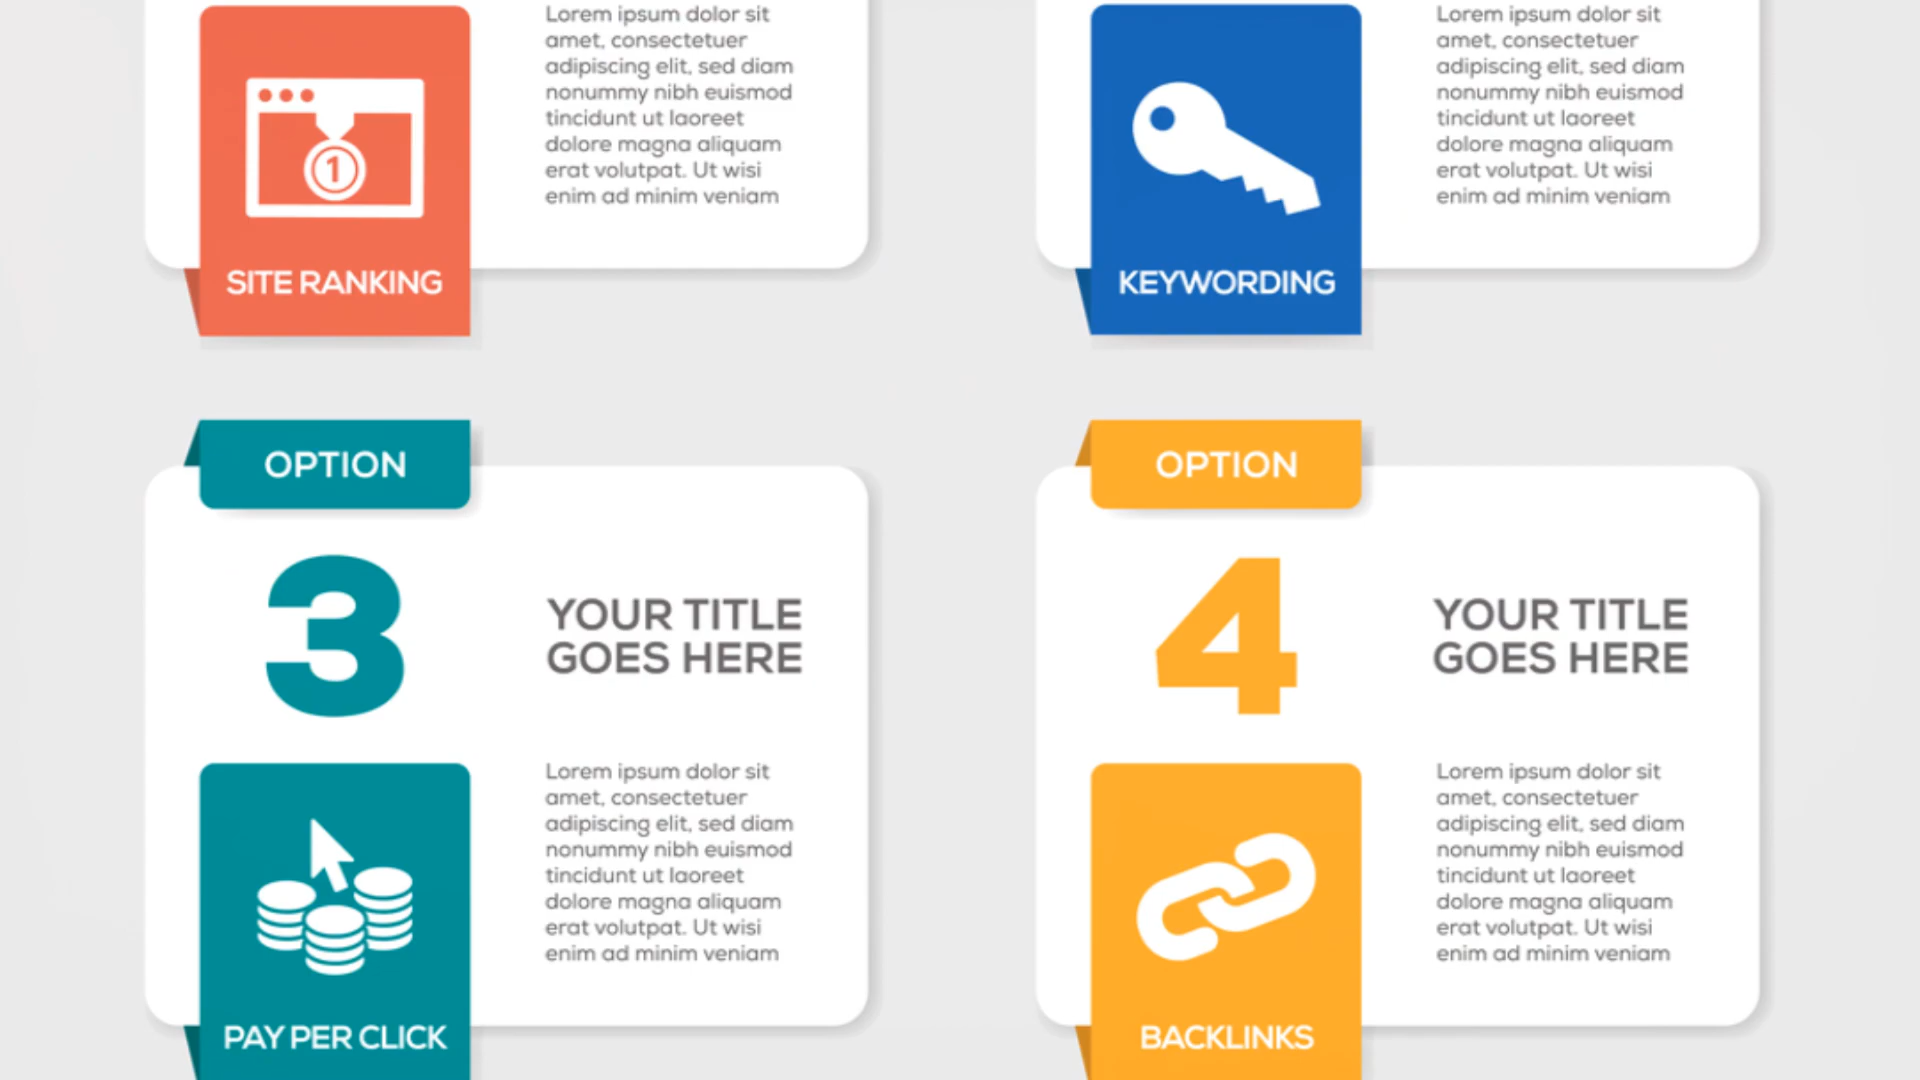 Lorem ipsum dolor sit
amet, consectetuer
adipiscing elit, sed diam
nonummy nibh euismod
tincidunt ut laoreet
dolore magna aliquam
erat volutpat. Ut wisi
enim ad minim veniam
1
SITE RANKING
Lorem ipsum dolor sit
amet, consectetuer
adipiscing elit, sed diam
nonummy nibh euismod
tincidunt ut laoreet
dolore magna aliquam
erat volutpat. Ut wisi
enim ad minim veniam
KEYWORDING
OPTION
3
YOUR TITLE
GOES HERE
Lorem ipsum dolor sit
amet, consectetuer
adipiscing elit, sed diam
nonummy nibh euismod
tincidunt ut laoreet
dolore magna aliquam
erat volutpat. Ut wisi
enim ad minim veniam
PAY PER CLICK
OPTION
4
YOUR TITLE
GOES HERE
Lorem ipsum dolor sit
amet, consectetuer
adipiscing elit, sed diam
nonummy nibh euismod
tincidunt ut laoreet
dolore magna aliquam
erat volutpat. Ut wisi
enim ad minim veniam
BACKLINKS